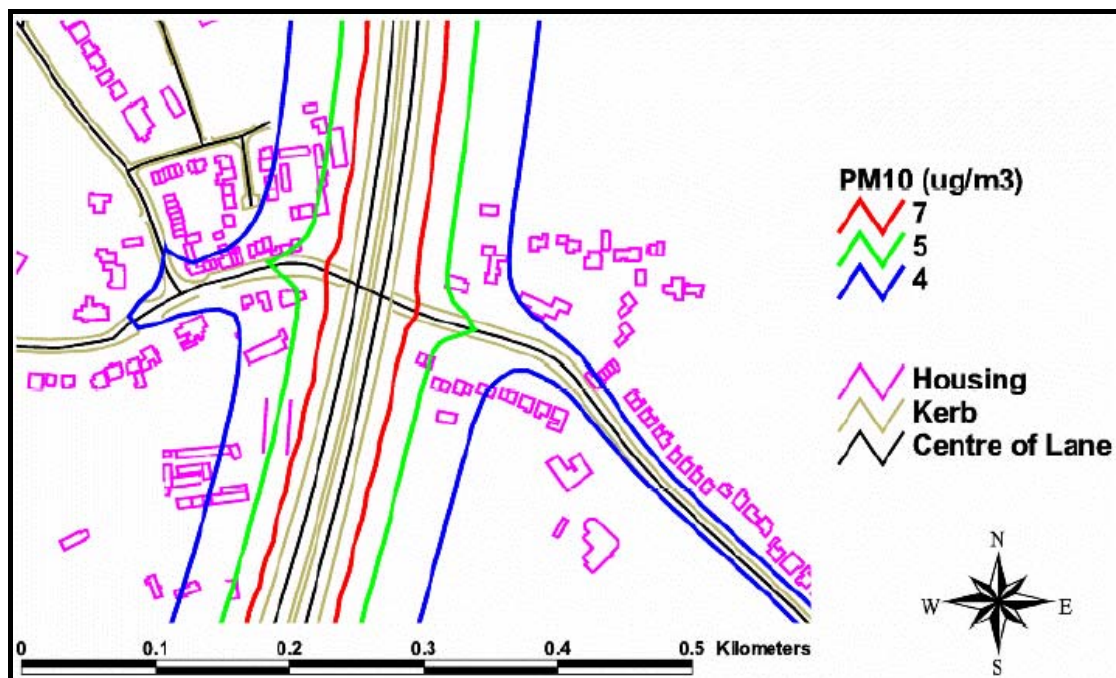 PM10 (ug/m3)
7
5
4
Housing
Kerb
Centre of Lane
N
W E
S
0 0.1 0.2 0.3 0.4 0.5 Kilometers